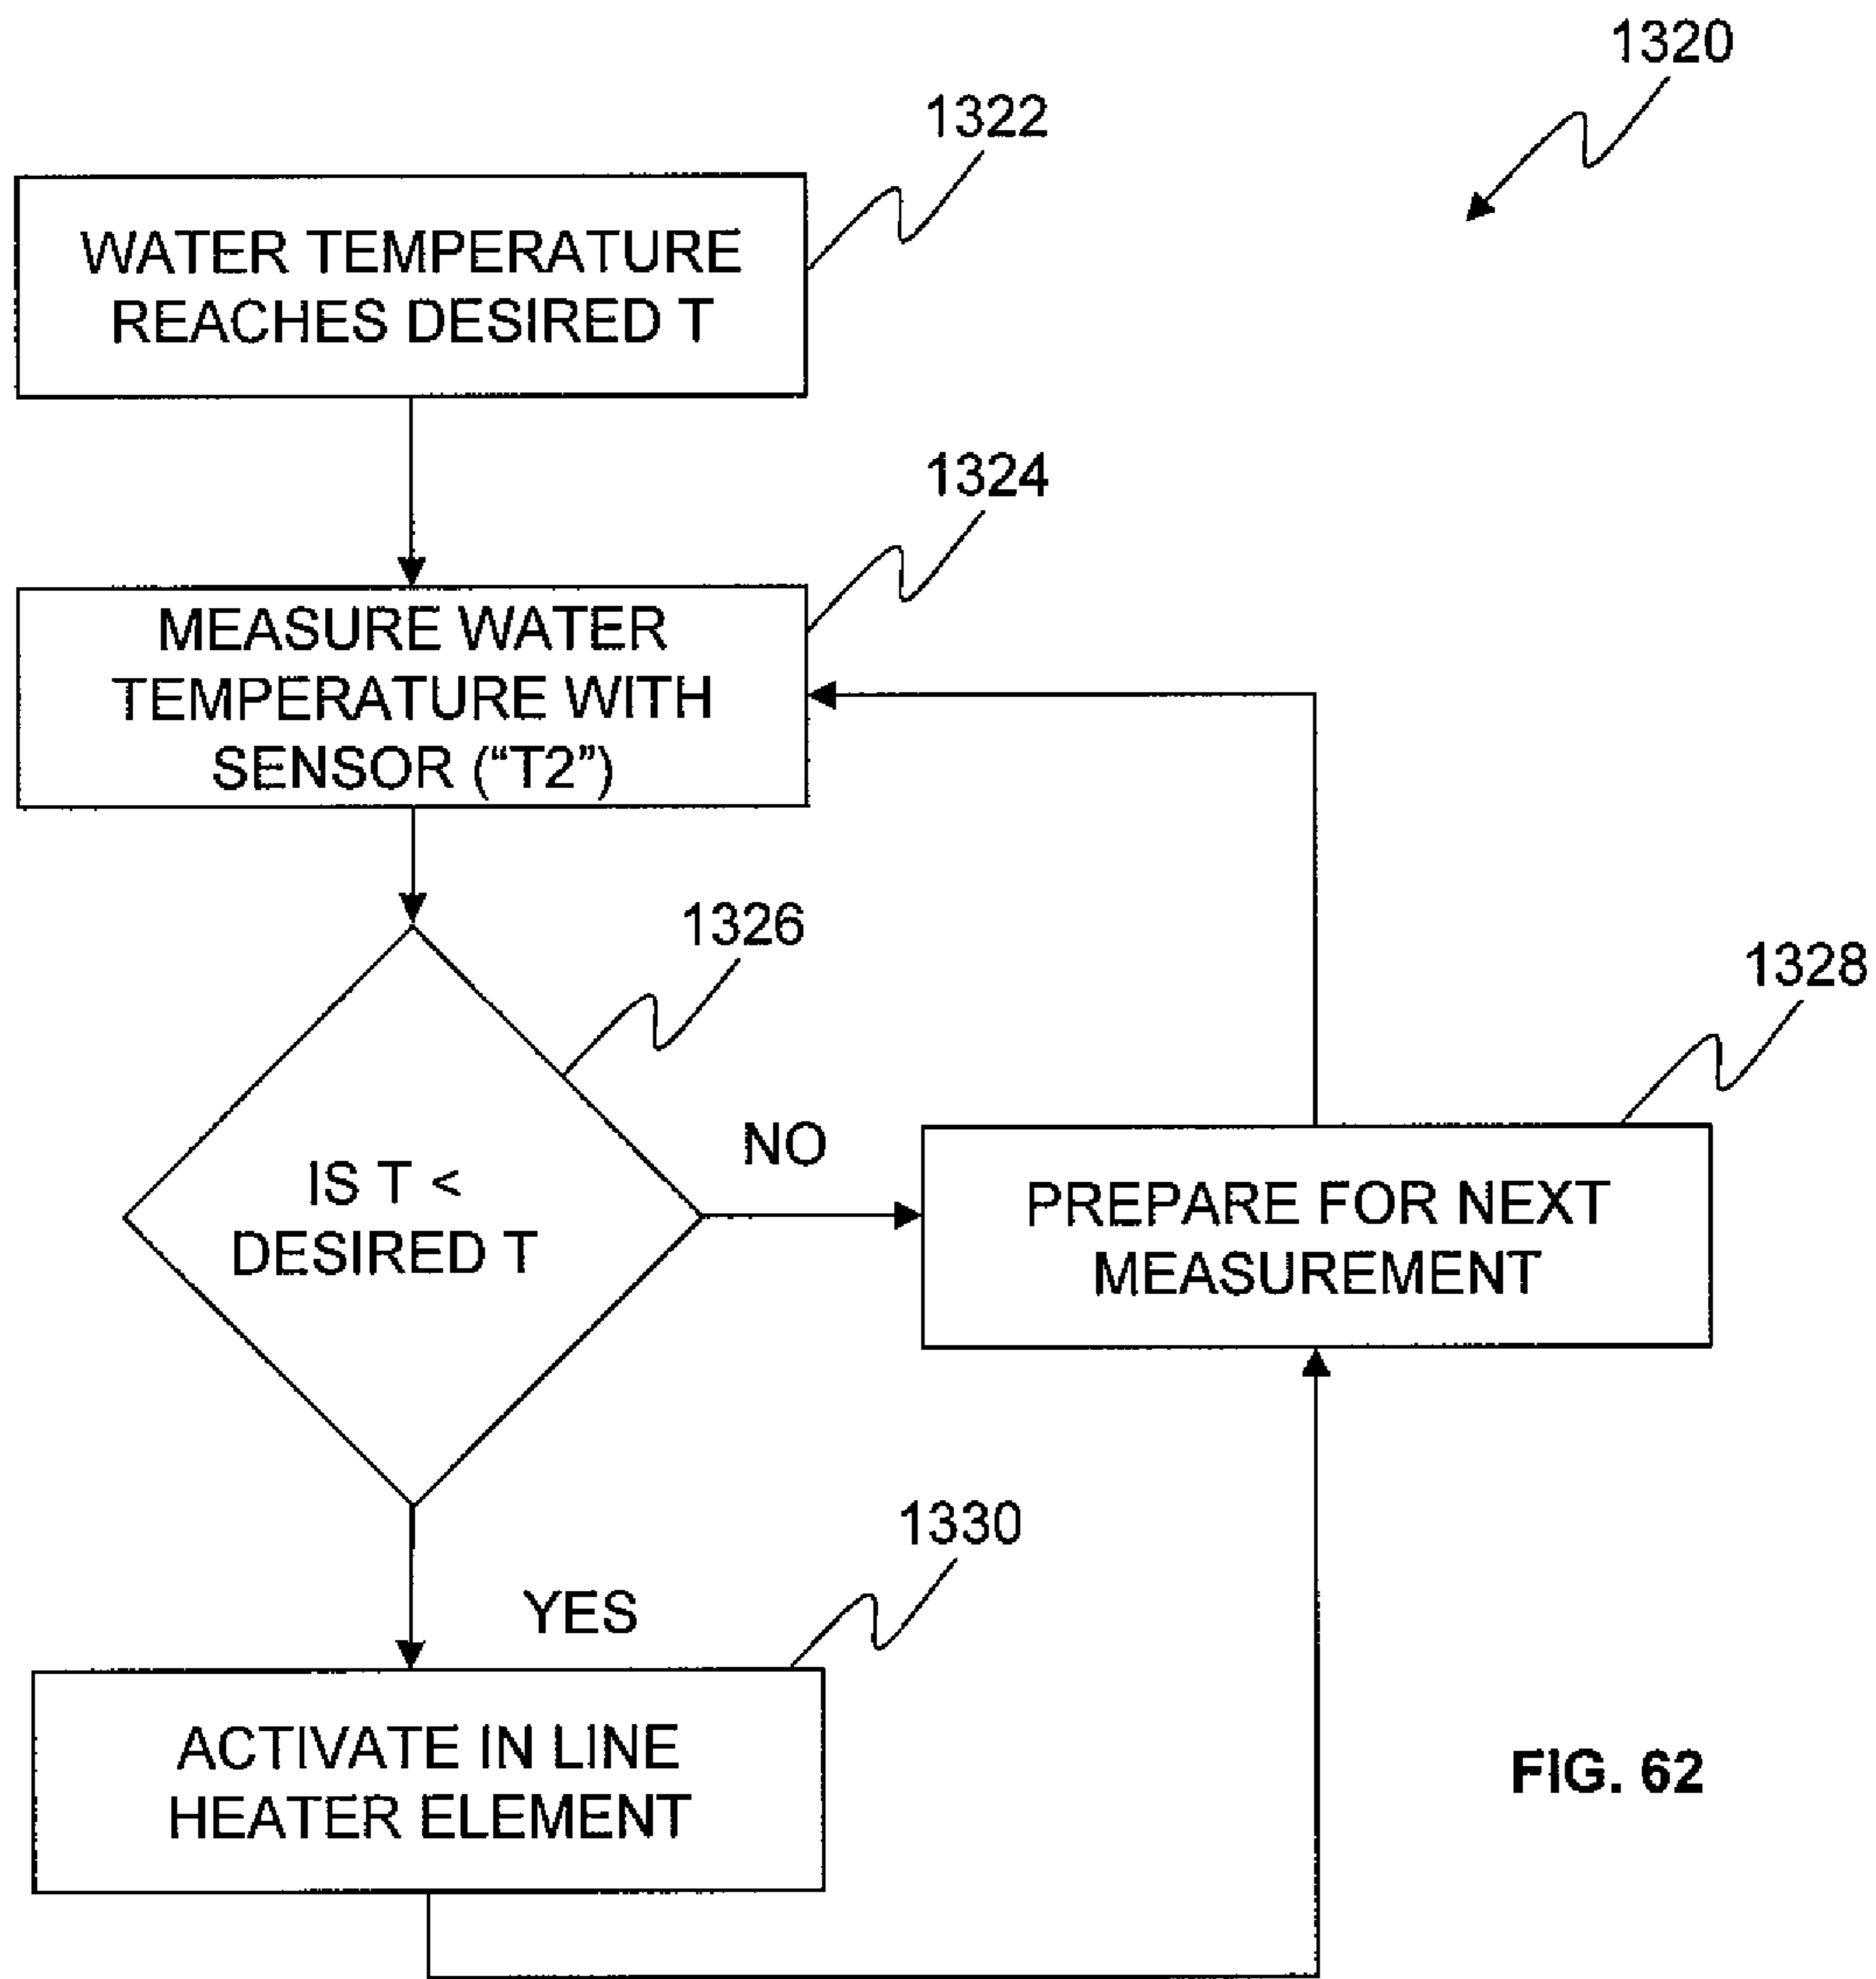 1320
1322
WATER TEMPERATURE
REACHES DESIRED T
1324
MEASURE WATER
TEMPERATURE WITH
SENSOR (“T2”)
1326
1328
IS T <
DESIRED T
NO
PREPARE FOR NEXT
MEASUREMENT
1330
YES
ACTIVATE IN LINE
HEATER ELEMENT
FIG. 62